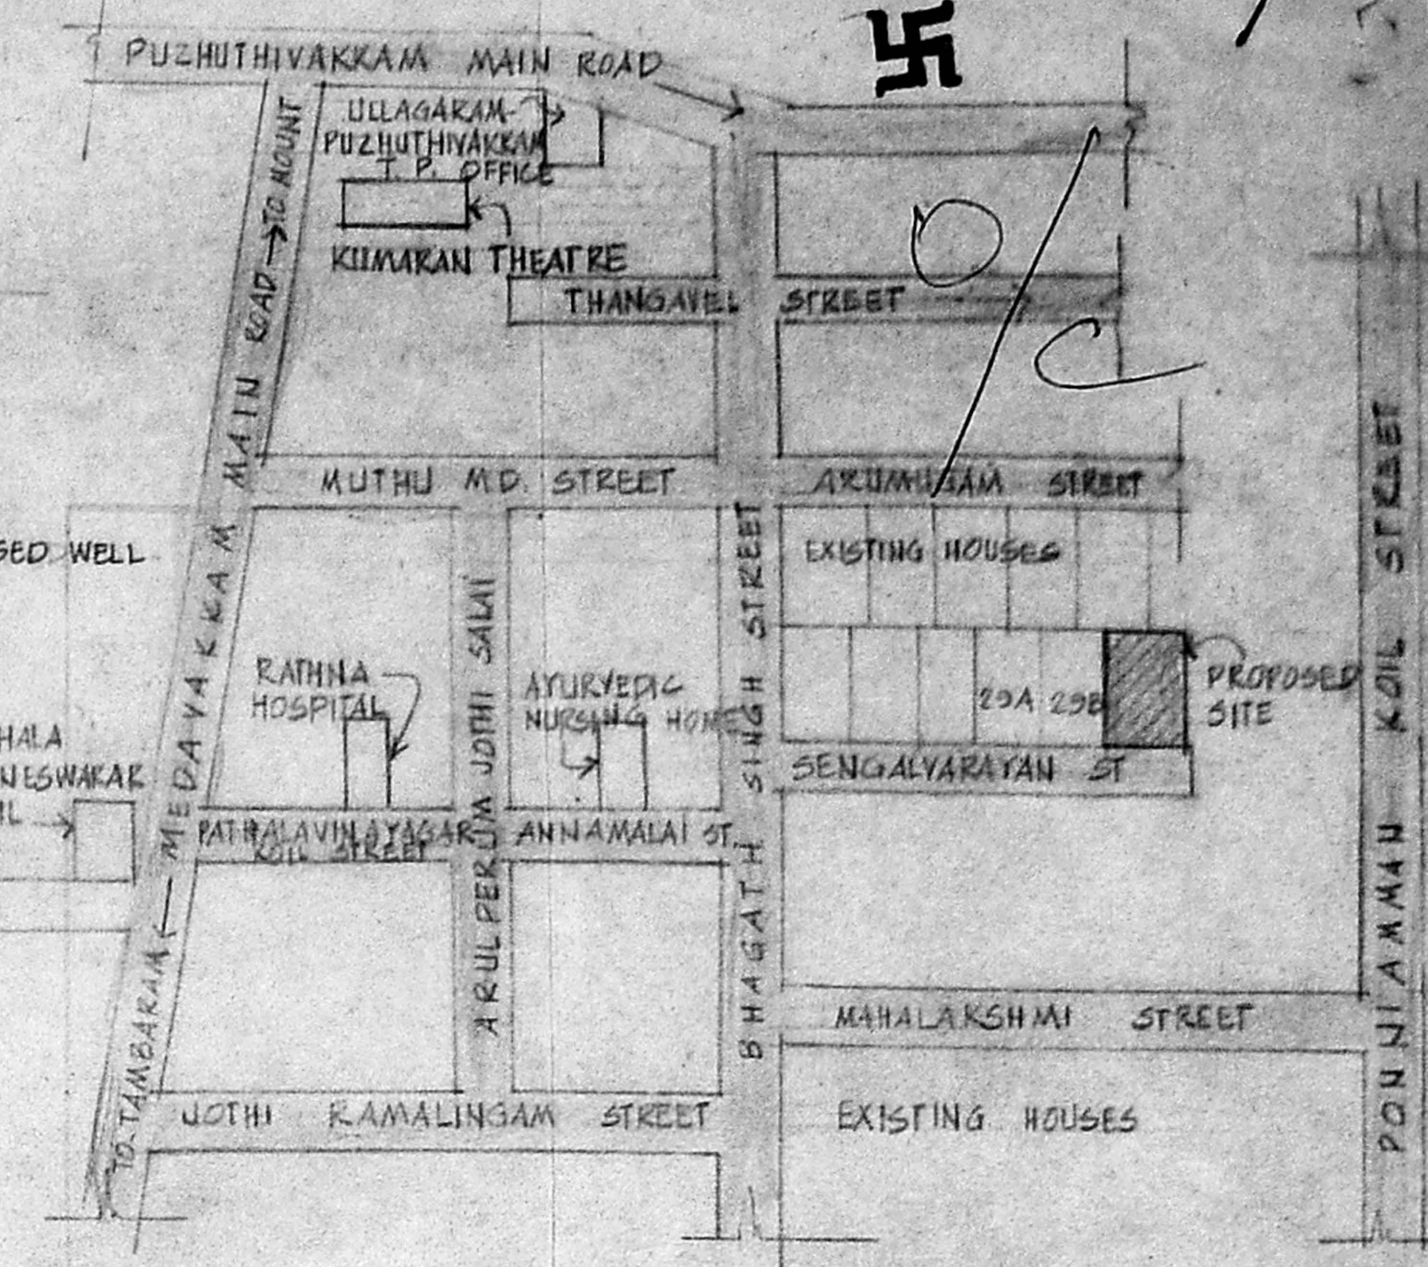 PUZHUTHIVAKKAM MAIN ROAD
ULLAGARAM-
PUZHUTHIVAKKAM
T.P. OFFICE
KUMARAN THEATRE
THANGAVEL STREET
MEDAVAKKAM MAIN ROAD → TO MOUNT
MUTHU MD. STREET
ARUMUGAM STREET
EXISTING HOUSES
WELL
RATHNA
HOSPITAL
ARULPERUM JOTHI SALAI
AYURVEDIC
NURSING HOME
BHAGATH SINGH STREET
29A 29B
PROPOSED
SITE
SENGALVARAYAN ST
PATHALAVINAYAGAR
KOIL STREET
ANNAMALAI ST.
MAHALAKSHMI STREET
PONNIAMMAN KOIL STREET
TO TAMBARAM ←
JOTHI RAMALINGAM STREET
EXISTING HOUSES